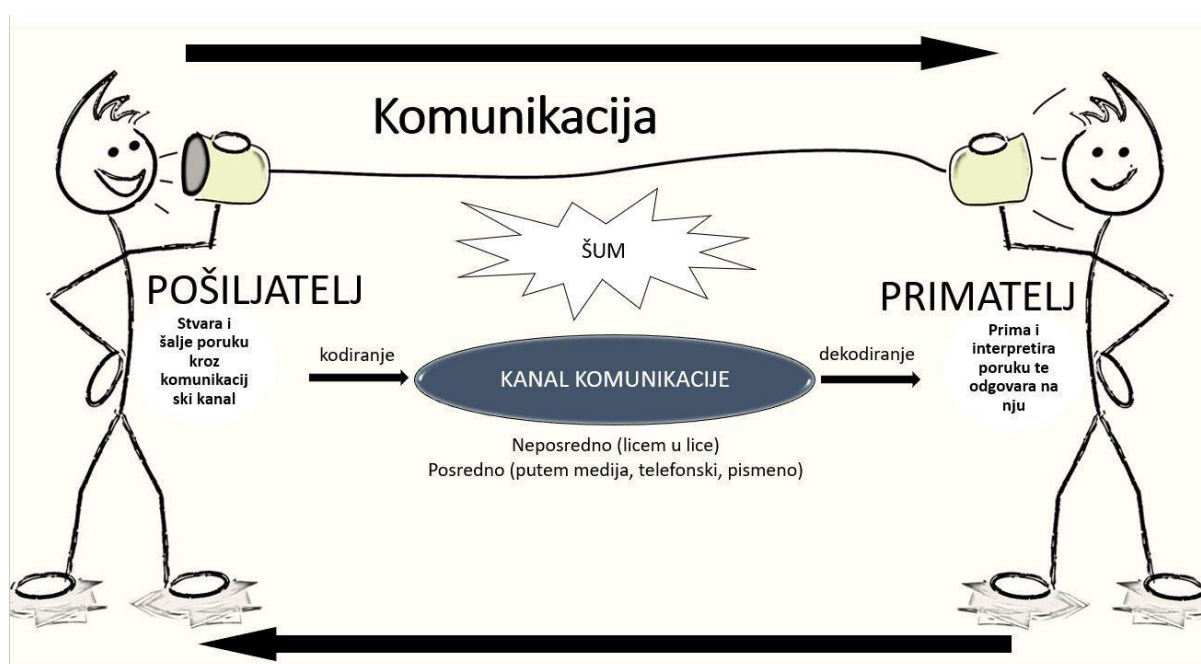 Komunikacija
ŠUM
POŠILJATELJ
Stvara i
šalje poruku
kroz
komunikacij
ski kanal
kodiranje
KANAL KOMUNIKACIJE
dekodiranje
PRIMATELJ
Prima i
interpretira
poruku te
odgovara na
nju
Neposredno (licem u lice)
Posredno (putem medija, telefonski, pismeno)